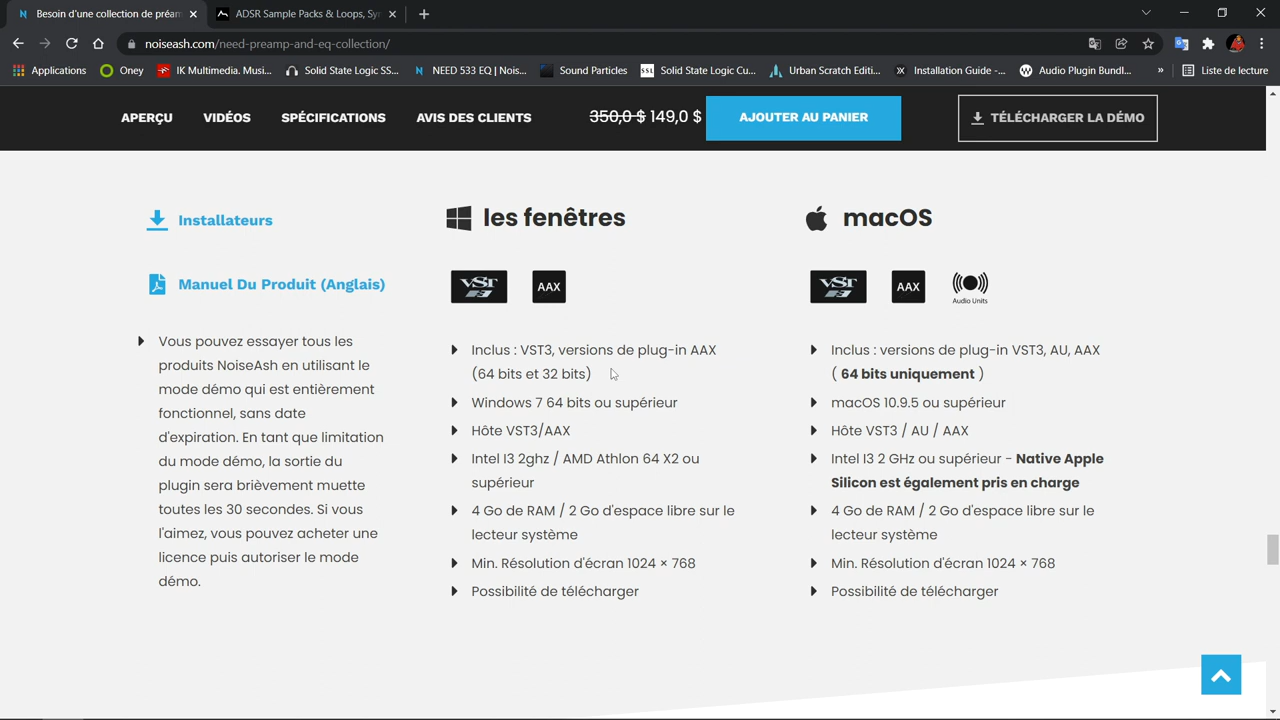 Besoin d'une collection de préam
ADSR Sample Packs & Loops, Sy
noiseash.com/need-preamp-and-eq-collection/
Applications
Oney
IK Multimedia. Musi...
Solid State Logic SS...
NEED 533 EQ | Nois...
Sound Particles
SSL
Solid State Logic Cu...
Urban Scratch Editi...
Installation Guide -...
Audio Plugin Bundl...
»
Liste de lecture
APERÇU
VIDÉOS
SPÉCIFICATIONS
AVIS DES CLIENTS
350,0 $ 149,0 $
AJOUTER AU PANIER
TÉLÉCHARGER LA DÉMO
Installateurs
Manuel Du Produit (Anglais)
Vous pouvez essayer tous les
produits NoiseAsh en utilisant le
mode démo qui est entièrement
fonctionnel, sans date
d'expiration. En tant que limitation
du mode démo, la sortie du
plugin sera brièvement muette
toutes les 30 secondes. Si vous
l'aimez, vous pouvez acheter une
licence puis autoriser le mode
démo.
les fenêtres
VST3
AAX
Inclus : VST3, versions de plug-in AAX
(64 bits et 32 bits)
Windows 7 64 bits ou supérieur
Hôte VST3/AAX
Intel I3 2ghz / AMD Athlon 64 X2 ou
supérieur
4 Go de RAM / 2 Go d'espace libre sur le
lecteur système
Min. Résolution d'écran 1024 × 768
Possibilité de télécharger
macOS
VST3
AAX
Audio Units
Inclus : versions de plug-in VST3, AU, AAX
( 64 bits uniquement )
macOS 10.9.5 ou supérieur
Hôte VST3 / AU / AAX
Intel I3 2 GHz ou supérieur - Native Apple
Silicon est également pris en charge
4 Go de RAM / 2 Go d'espace libre sur le
lecteur système
Min. Résolution d'écran 1024 × 768
Possibilité de télécharger